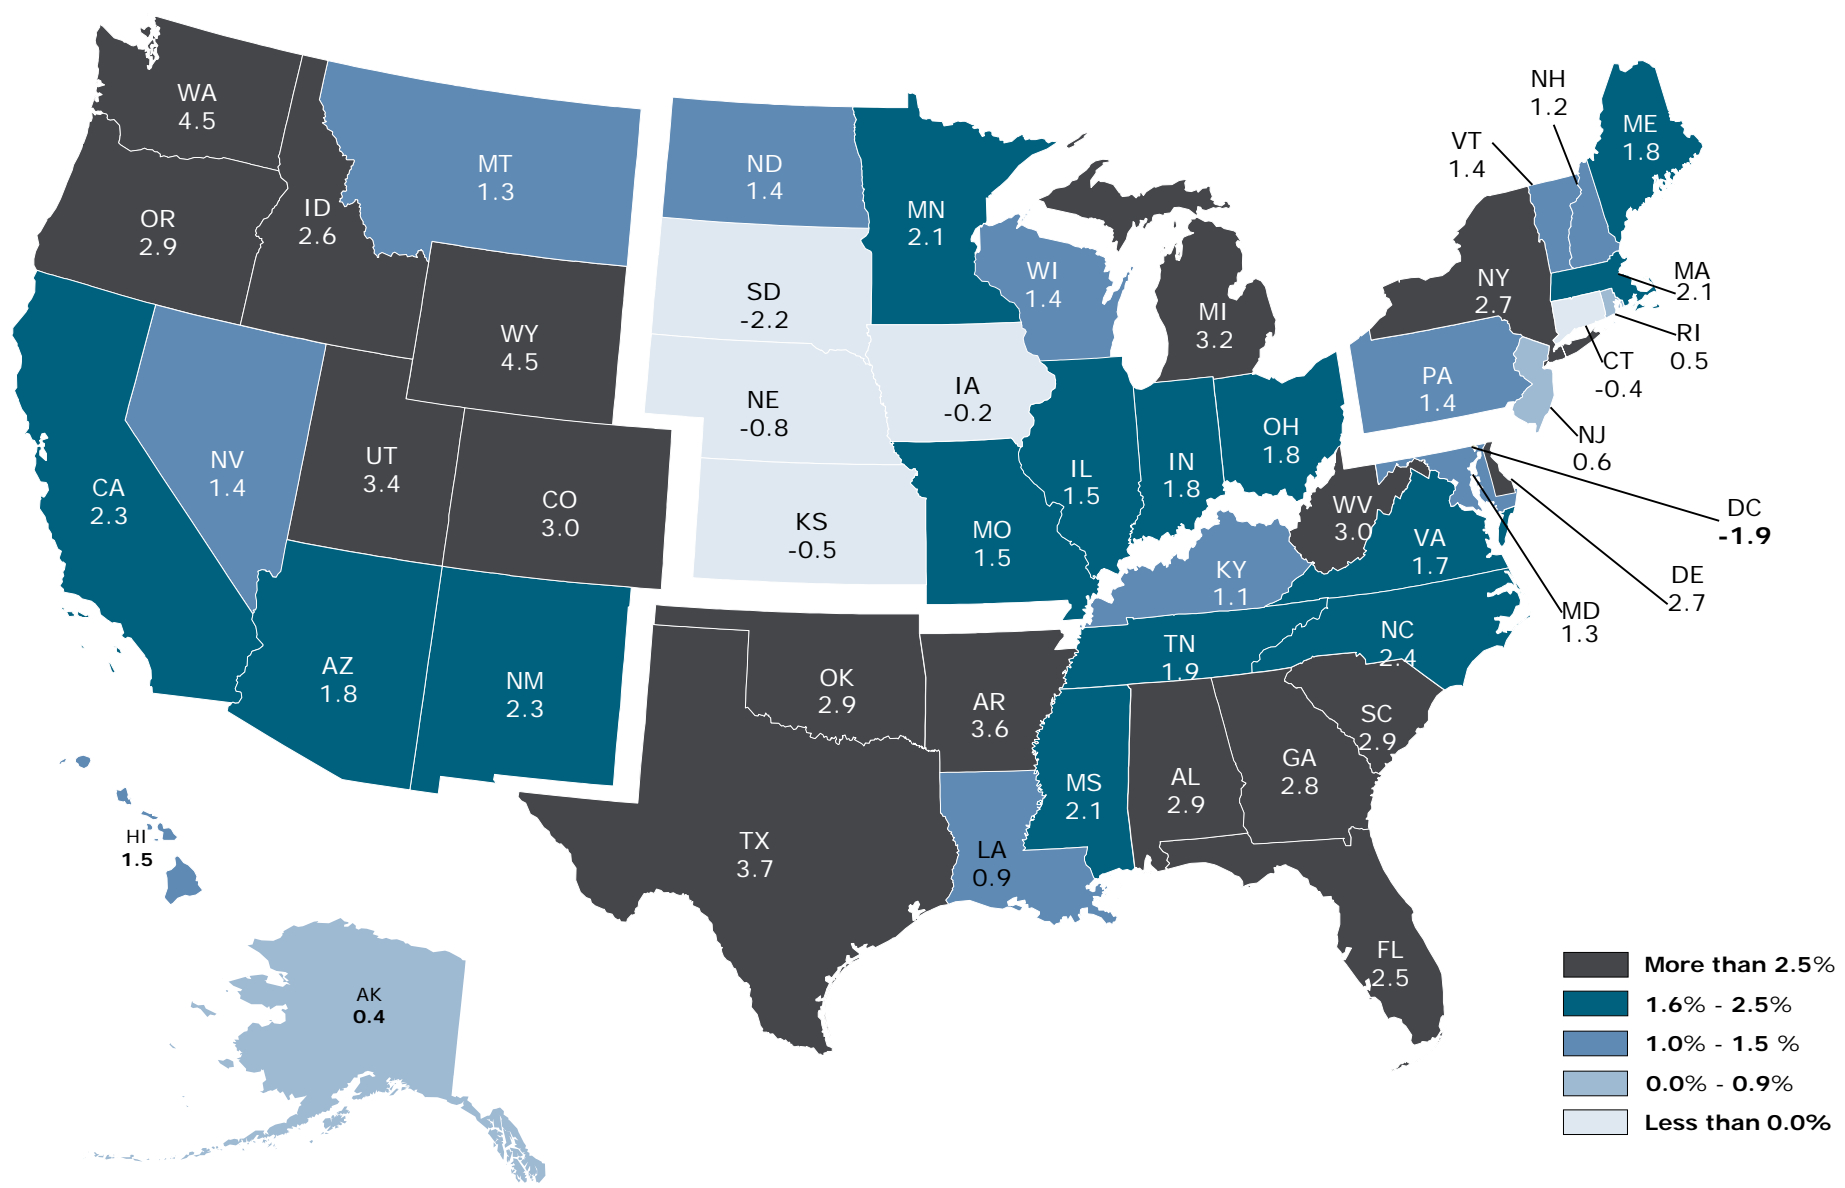 WA
4.5
OR
2.9
ID
2.6
MT
1.3
WY
4.5
CA
2.3
NV
1.4
UT
3.4
CO
3.0
AZ
1.8
NM
2.3
ND
1.4
SD
-2.2
NE
-0.8
KS
-0.5
OK
2.9
TX
3.7
MN
2.1
IA
-0.2
MO
1.5
AR
3.6
LA
0.9
WI
1.4
IL
1.5
MI
3.2
IN
1.8
OH
1.8
KY
1.1
TN
1.9
MS
2.1
AL
2.9
GA
2.8
FL
2.5
SC
2.9
NC
2.4
VA
1.7
WV
3.0
PA
1.4
NY
2.7
VT
1.4
NH
1.2
ME
1.8
MA
2.1
RI
0.5
CT
-0.4
NJ
0.6
DC
-1.9
DE
2.7
MD
1.3
HI
1.5
AK
0.4
More than 2.5%
1.6% - 2.5%
1.0% - 1.5 %
0.0% - 0.9%
Less than 0.0%